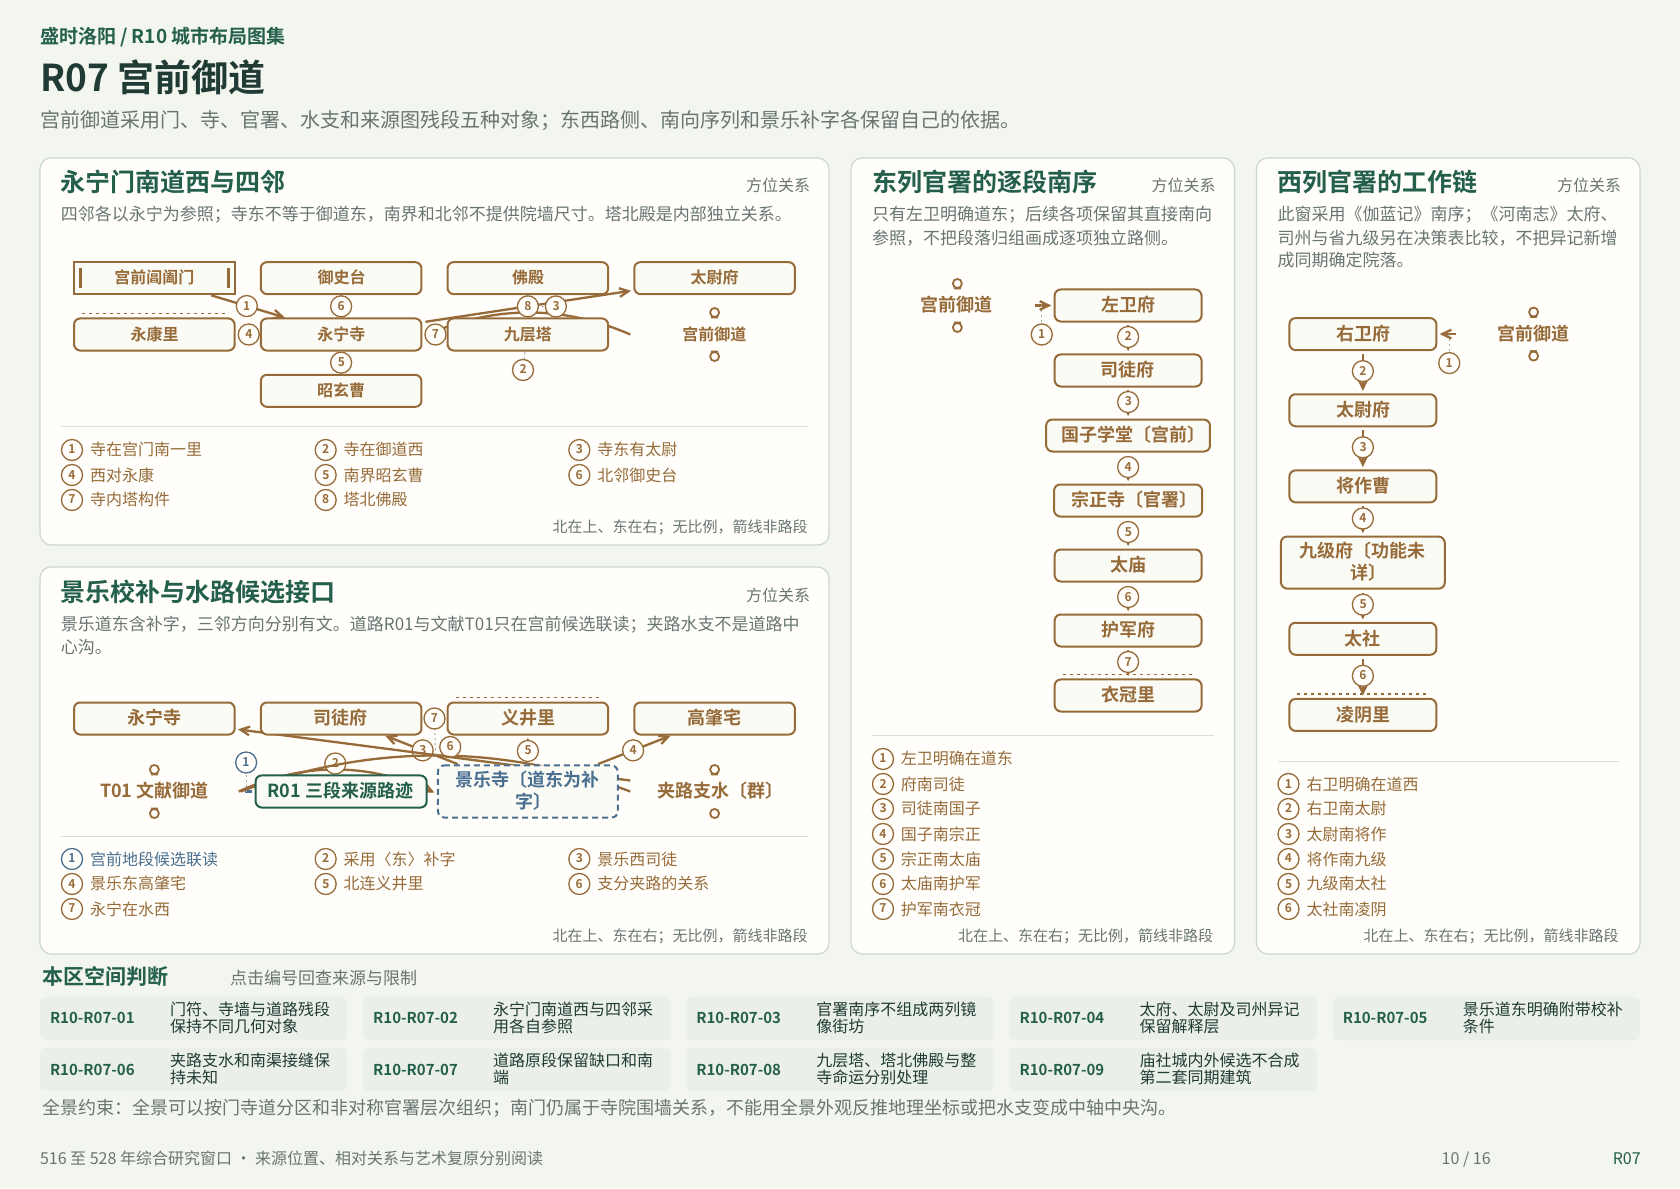 盛时洛阳 / R10 城市布局图集
R07 宫前御道
宫前御道采用门、寺、官署、水支和来源图残段五种对象；东西路侧、南向序列和景乐补字各保留自己的依据。
永宁门南道西与四邻
方位关系
四邻各以永宁为参照；寺东不等于御道东，南界和北邻不提供院墙尺寸。塔北殿是内部独立关系。
宫前阊阖门
御史台
佛殿
太尉府
1
6
8
3
永康里
4
永宁寺
7
九层塔
宫前御道
5
2
昭玄曹
1 寺在宫门南一里
2 寺在御道西
3 寺东有太尉
4 西对永康
5 南界昭玄曹
6 北邻御史台
7 寺内塔构件
8 塔北佛殿
北在上、东在右；无比例，箭线非路段
景乐校补与水路候选接口
方位关系
景乐道东含补字，三邻方向分别有文。道路R01与文献T01只在宫前候选联读；夹路水支不是道路中
心沟。
永宁寺
司徒府
7
义井里
高肇宅
3
6
5
4
1
2
T01 文献御道
R01 三段来源路迹
景乐寺〔道东为补
字〕
夹路支水〔群〕
1 宫前地段候选联读
2 采用〈东〉补字
3 景乐西司徒
4 景乐东高肇宅
5 北连义井里
6 支分夹路的关系
7 永宁在水西
北在上、东在右；无比例，箭线非路段
东列官署的逐段南序
方位关系
只有左卫明确道东；后续各项保留其直接南向
参照，不把段落归组画成逐项独立路侧。
宫前御道
1
左卫府
2
司徒府
3
国子学堂〔宫前〕
4
宗正寺〔官署〕
5
太庙
6
护军府
7
衣冠里
1 左卫明确在道东
2 府南司徒
3 司徒南国子
4 国子南宗正
5 宗正南太庙
6 太庙南护军
7 护军南衣冠
北在上、东在右；无比例，箭线非路段
西列官署的工作链
方位关系
此窗采用《伽蓝记》南序；《河南志》太府、
司州与省九级另在决策表比较，不把异记新增
成同期确定院落。
右卫府
宫前御道
1
2
太尉府
3
将作曹
4
九级府〔功能未
详〕
5
太社
6
凌阴里
1 右卫明确在道西
2 右卫南太尉
3 太尉南将作
4 将作南九级
5 九级南太社
6 太社南凌阴
北在上、东在右；无比例，箭线非路段
本区空间判断
点击编号回查来源与限制
R10-R07-01
门符、寺墙与道路残段
保持不同几何对象
R10-R07-02
永宁门南道西与四邻采
用各自参照
R10-R07-03
官署南序不组成两列镜
像街坊
R10-R07-04
太府、太尉及司州异记
保留解释层
R10-R07-05
景乐道东明确附带校补
条件
R10-R07-06
夹路支水和南渠接缝保
持未知
R10-R07-07
道路原段保留缺口和南
端
R10-R07-08
九层塔、塔北佛殿与整
寺命运分别处理
R10-R07-09
庙社城内外候选不合成
第二套同期建筑
全景约束：全景可以按门寺道分区和非对称官署层次组织；南门仍属于寺院围墙关系，不能用全景外观反推地理坐标或把水支变成中轴中央沟。
516 至 528 年综合研究窗口 · 来源位置、相对关系与艺术复原分别阅读
10 / 16
R07